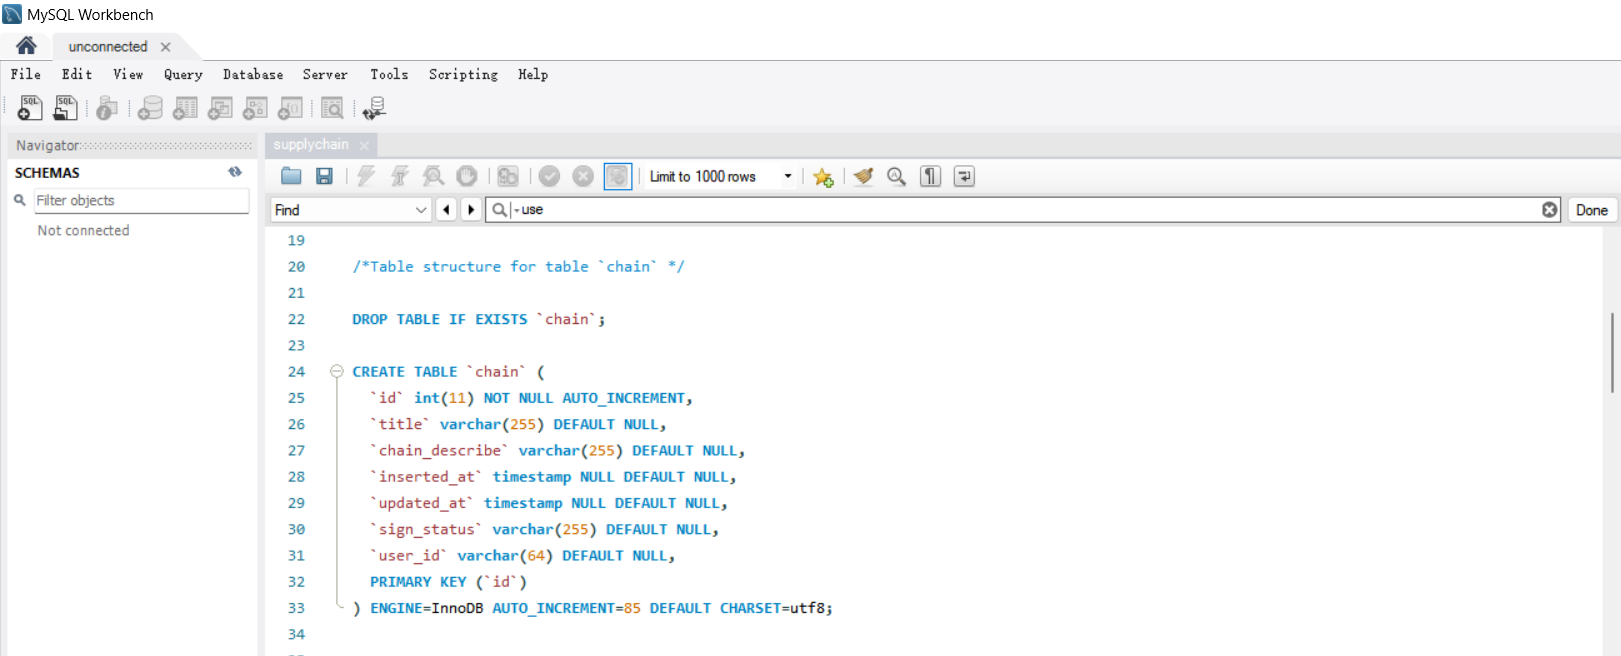 MySQL Workbench
unconnected
File Edit View Query Database Server Tools Scripting Help
SQL SQL
Navigator
supplychain
SCHEMAS
Limit to 1000 rows
Filter objects
Find
use
Done
Not connected
19
20 /*Table structure for table `chain` */
21
22 DROP TABLE IF EXISTS `chain`;
23
24 CREATE TABLE `chain` (
25 `id` int(11) NOT NULL AUTO_INCREMENT,
26 `title` varchar(255) DEFAULT NULL,
27 `chain_describe` varchar(255) DEFAULT NULL,
28 `inserted_at` timestamp NULL DEFAULT NULL,
29 `updated_at` timestamp NULL DEFAULT NULL,
30 `sign_status` varchar(255) DEFAULT NULL,
31 `user_id` varchar(64) DEFAULT NULL,
32 PRIMARY KEY (`id`)
33 ) ENGINE=InnoDB AUTO_INCREMENT=85 DEFAULT CHARSET=utf8;
34